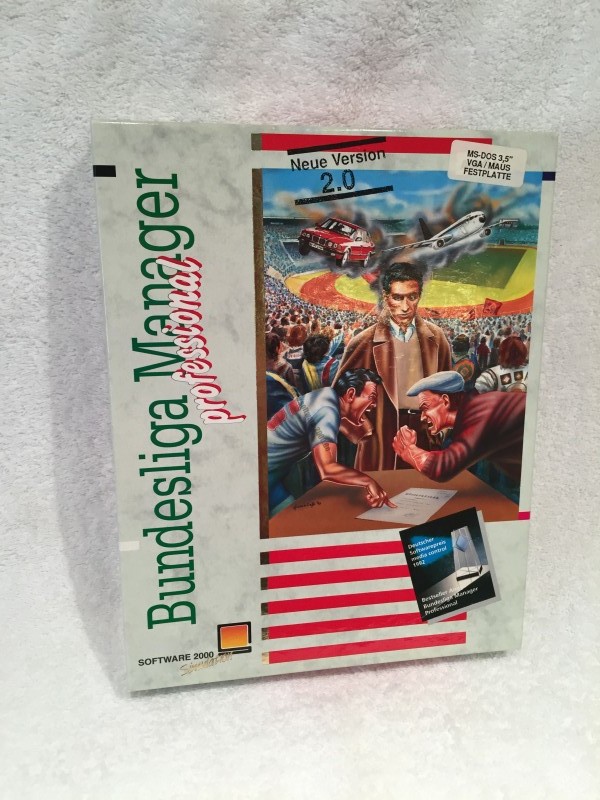 Neue Version
2.0
MS-DOS 3,5"
VGA / MAUS
FESTPLATTE
Bundesliga Manager
professional
Deutscher
Softwarepreis
media control
1992
Bestseller
Bundesliga Manager
Professional
SOFTWARE 2000